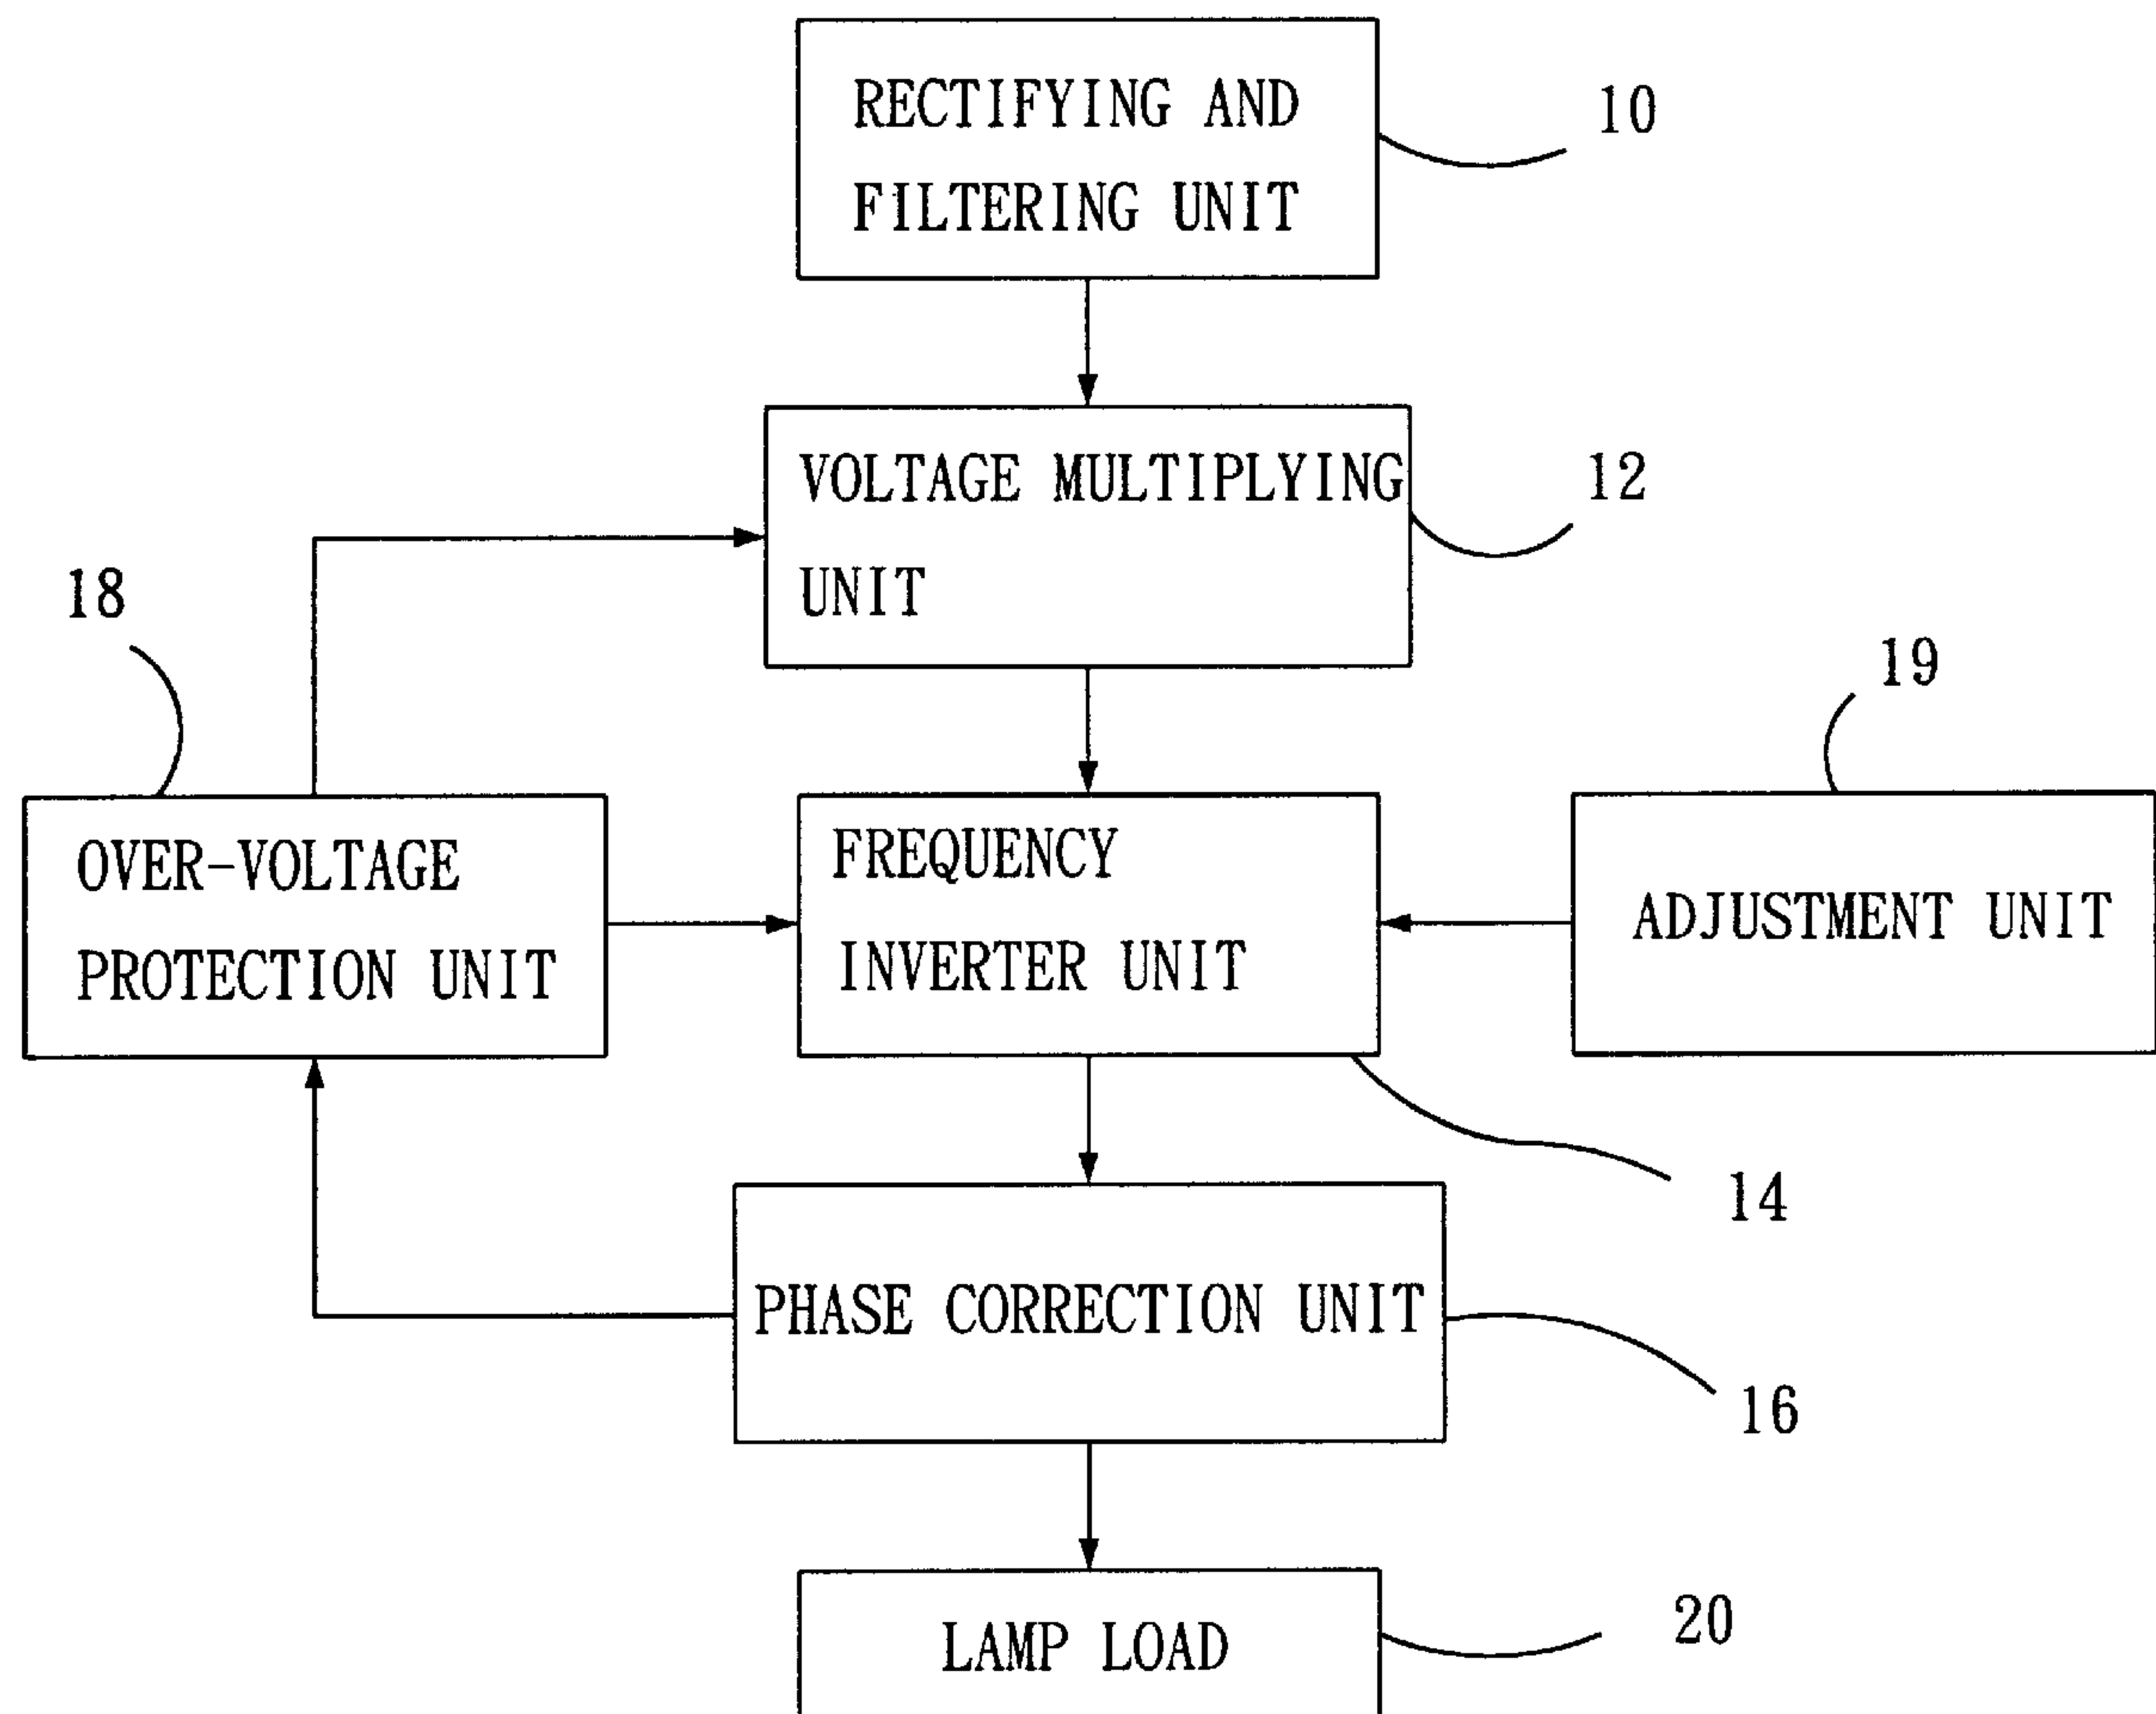 RECTIFYING AND
FILTERING UNIT
10
VOLTAGE MULTIPLYING
UNIT
12
18
19
OVER-VOLTAGE
PROTECTION UNIT
FREQUENCY
INVERTER UNIT
ADJUSTMENT UNIT
14
PHASE CORRECTION UNIT
16
LAMP LOAD
20